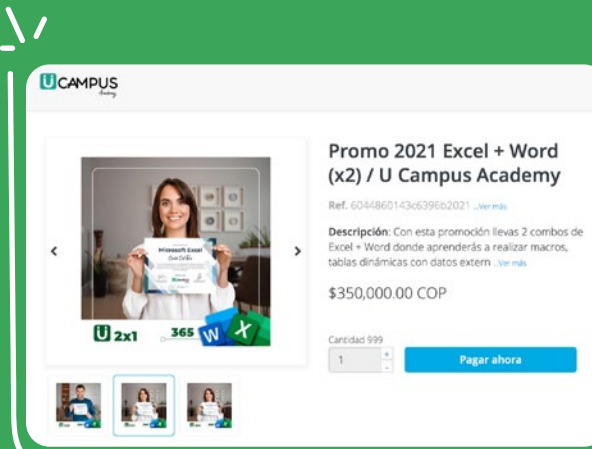 U CAMPUS
Academy
Promo 2021 Excel + Word
(x2) / U Campus Academy
Ref. 6044860143c6396b2021 ...Ver más
Descripción: Con esta promoción llevas 2 combos de
Excel + Word donde aprenderás a realizar macros,
tablas dinámicas con datos extern ...Ver más
$350,000.00 COP
Cantidad 999
1
+
-
Pagar ahora
Microsoft Excel
U 2x1
365
W
X